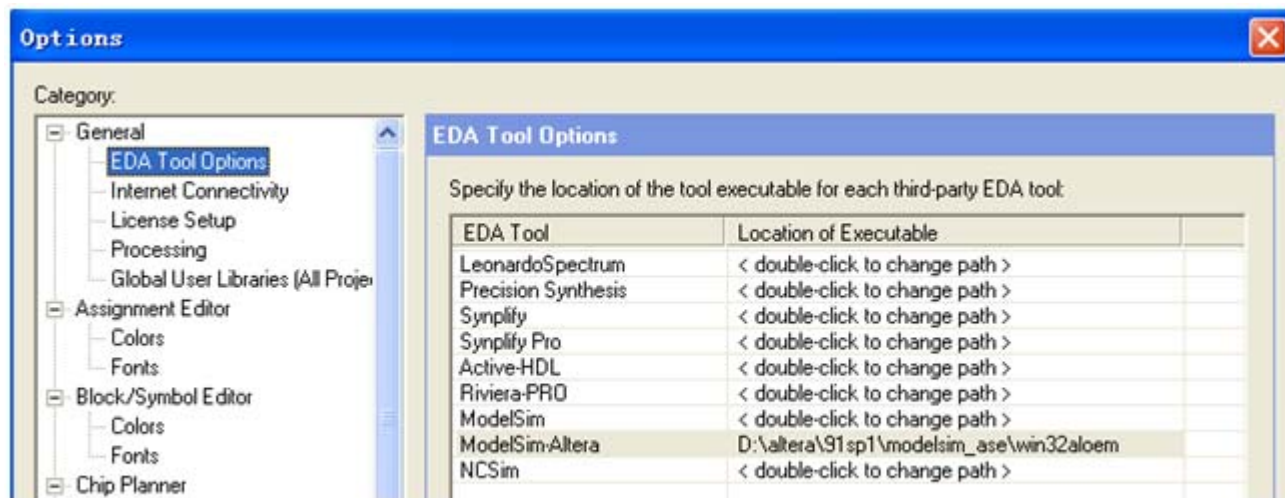 Options
Category:
General
EDA Tool Options
Internet Connectivity
License Setup
Processing
Global User Libraries (All Proje
Assignment Editor
Colors
Fonts
Block/Symbol Editor
Colors
Fonts
Chip Planner
EDA Tool Options
Specify the location of the tool executable for each third-party EDA tool:
EDA Tool Location of Executable
LeonardoSpectrum < double-click to change path >
Precision Synthesis < double-click to change path >
Synplify < double-click to change path >
Synplify Pro < double-click to change path >
Active-HDL < double-click to change path >
Riviera-PRO < double-click to change path >
ModelSim < double-click to change path >
ModelSim-Altera D:\altera\91sp1\modelsim_ase\win32aloem
NCSim < double-click to change path >